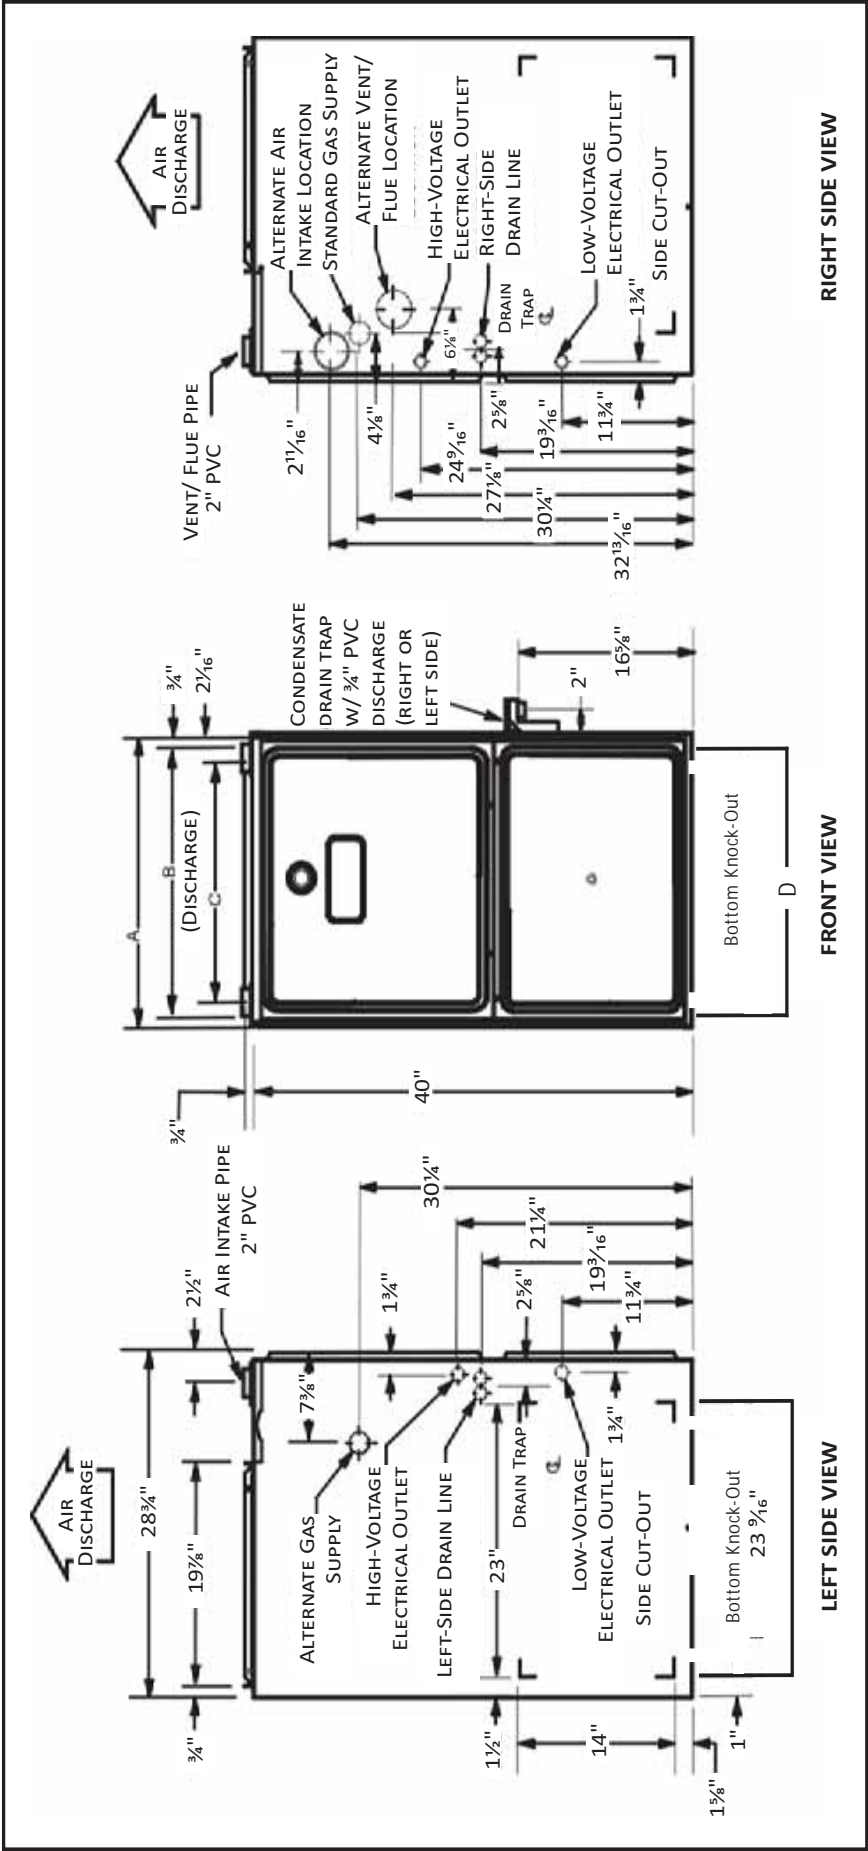 AIR
DISCHARGE
28¾"
19⅞"
¾"
2½"
AIR INTAKE PIPE
2" PVC
7⅜"
1¾"
30¼"
ALTERNATE GAS
SUPPLY
HIGH-VOLTAGE
ELECTRICAL OUTLET
21¼"
LEFT-SIDE DRAIN LINE
19³⁄₁₆"
2⅝"
23"
1½"
DRAIN TRAP
11¾"
1¾"
LOW-VOLTAGE
ELECTRICAL OUTLET
14"
SIDE CUT-OUT
1⅝"
1"
Bottom Knock-Out
23 ⁹⁄₁₆"
LEFT SIDE VIEW
A
¾"
B
2¹⁄₁₆"
(DISCHARGE)
C
¾"
CONDENSATE
DRAIN TRAP
W/ ¾" PVC
DISCHARGE
(RIGHT OR
LEFT SIDE)
40"
2"
16⅝"
Bottom Knock-Out
D
FRONT VIEW
AIR
DISCHARGE
VENT/ FLUE PIPE
2" PVC
ALTERNATE AIR
INTAKE LOCATION
STANDARD GAS SUPPLY
ALTERNATE VENT/
FLUE LOCATION
2¹¹⁄₁₆"
4⅛"
HIGH-VOLTAGE
ELECTRICAL OUTLET
6⅛"
24⁹⁄₁₆"
RIGHT-SIDE
DRAIN LINE
2⅝"
27⅛"
DRAIN
TRAP
19³⁄₁₆"
30¼"
LOW-VOLTAGE
ELECTRICAL OUTLET
11¾"
32¹³⁄₁₆"
1¾"
SIDE CUT-OUT
RIGHT SIDE VIEW